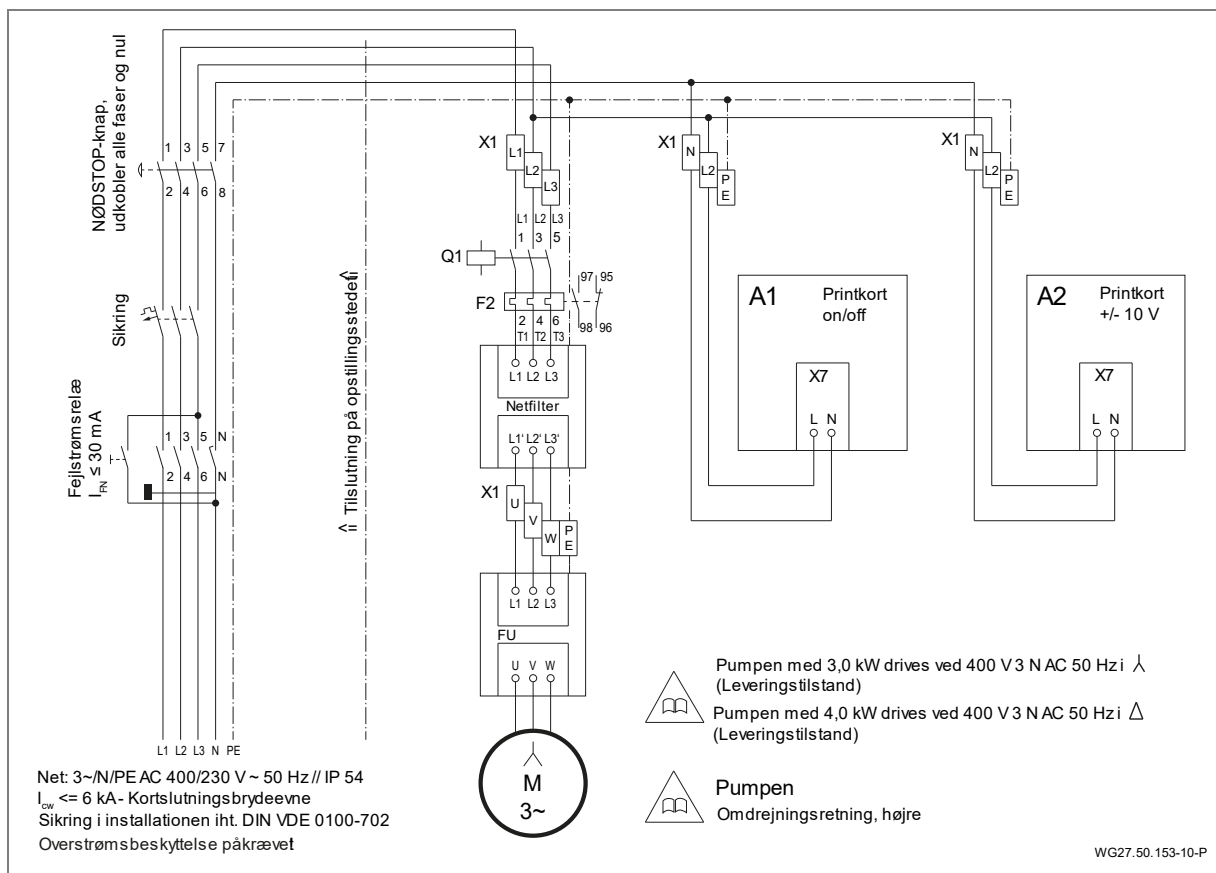 NØDSTOP-knap,
udkobler alle faser og nul
1 3 5 7
2 4 6 8
Sikring
Fejlstrømsrelæ
I_FN ≤ 30 mA
1 3 5 N
2 4 6 N
L1 L2 L3 N PE
Tilslutning på opstillingsstedet
X1
L1
L2
L3
L1 L2 L3
1 3 5
Q1
F2
97 95
98 96
2 4 6
T1 T2 T3
L1 L2 L3
Netfilter
L1' L2' L3'
X1
U
V
W
PE
L1 L2 L3
FU
U V W
M
3~
X1
N
L2
PE
X1
N
L2
PE
A1
Printkort
on/off
X7
L N
A2
Printkort
+/- 10 V
X7
L N
Pumpen med 3,0 kW drives ved 400 V 3 N AC 50 Hz i
(Leveringstilstand)
Pumpen med 4,0 kW drives ved 400 V 3 N AC 50 Hz i Δ
(Leveringstilstand)
Pumpen
Omdrejningsretning, højre
Net: 3~/N/PE AC 400/230 V ~ 50 Hz // IP 54
I_cw <= 6 kA - Kortslutningsbrydeevne
Sikring i installationen iht. DIN VDE 0100-702
Overstrømsbeskyttelse påkrævet
WG27.50.153-10-P